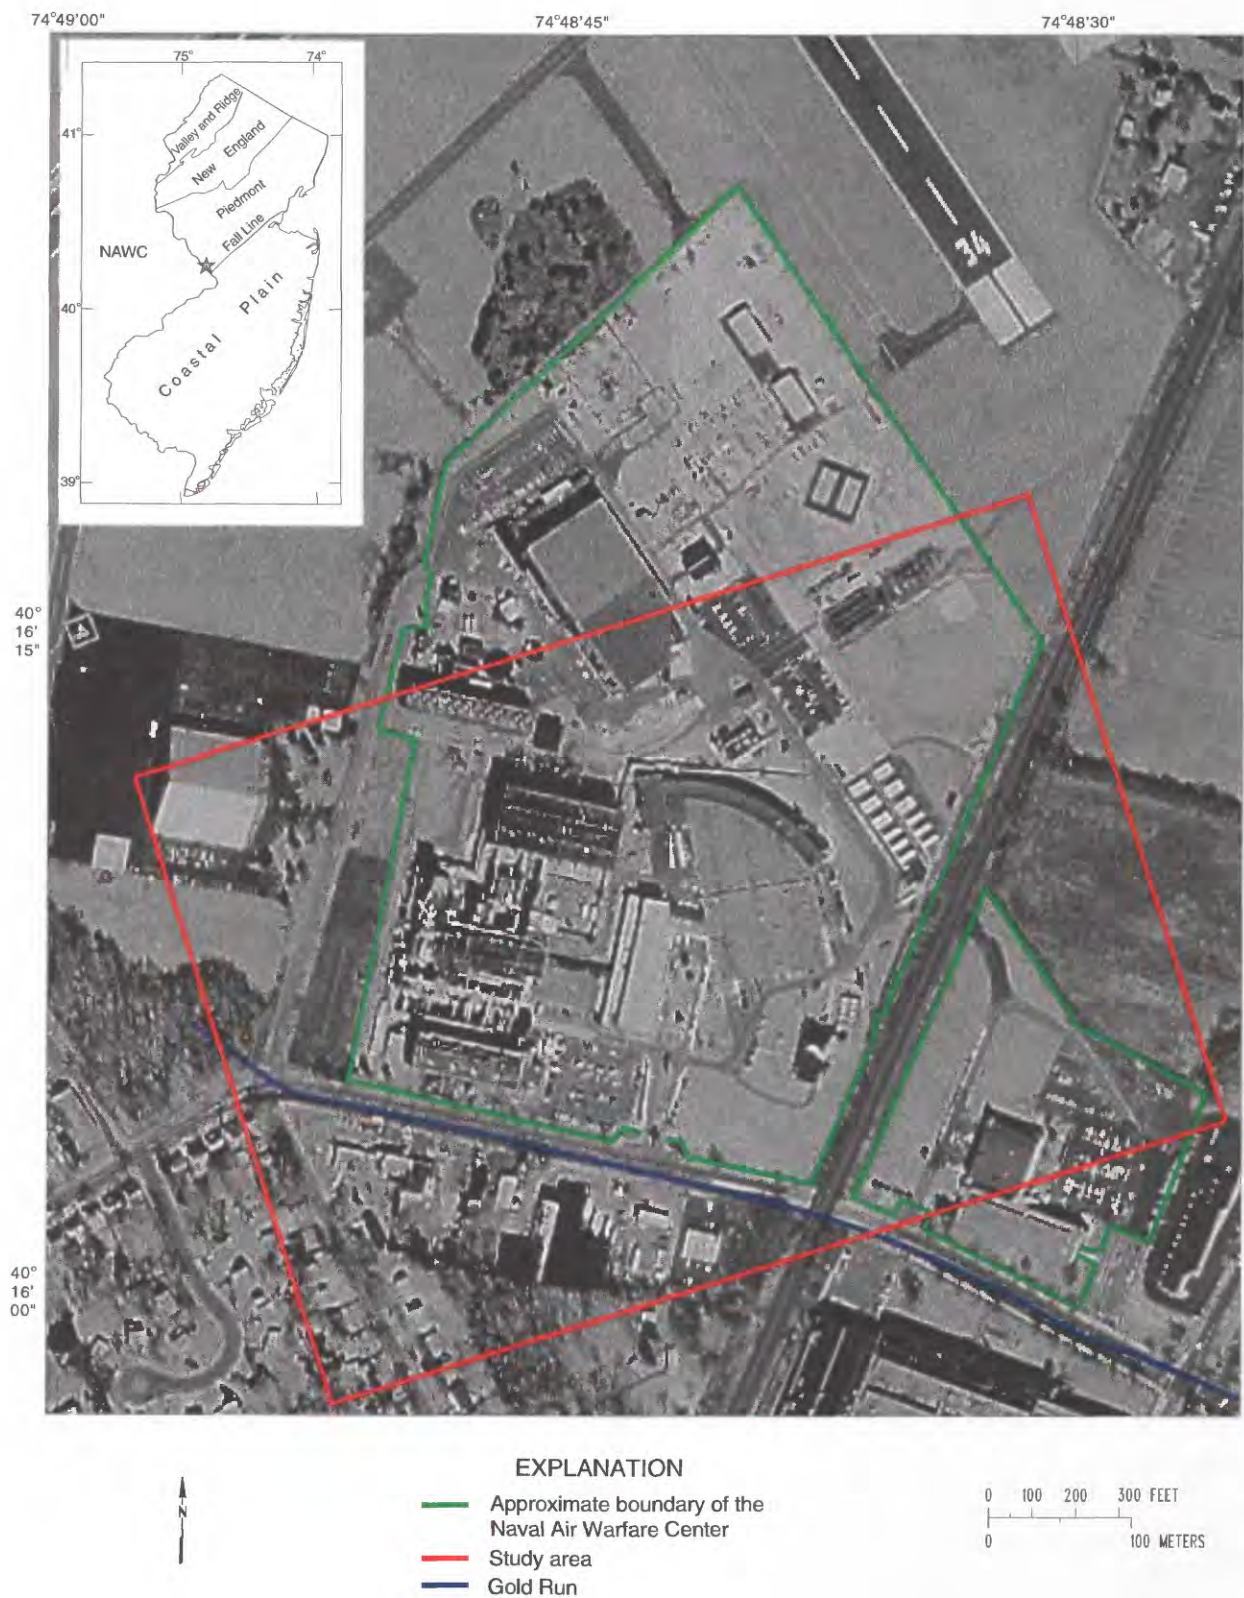 74°49'00"
74°48'45"
74°48'30"
75°
74°
41°
Valley and Ridge
New England
Piedmont
Fall Line
NAWC
40°
Coastal Plain
39°
34
40°
16'
15"
40°
16'
00"
EXPLANATION
N
Approximate boundary of the
Naval Air Warfare Center
Study area
Gold Run
0 100 200 300 FEET
0 100 METERS